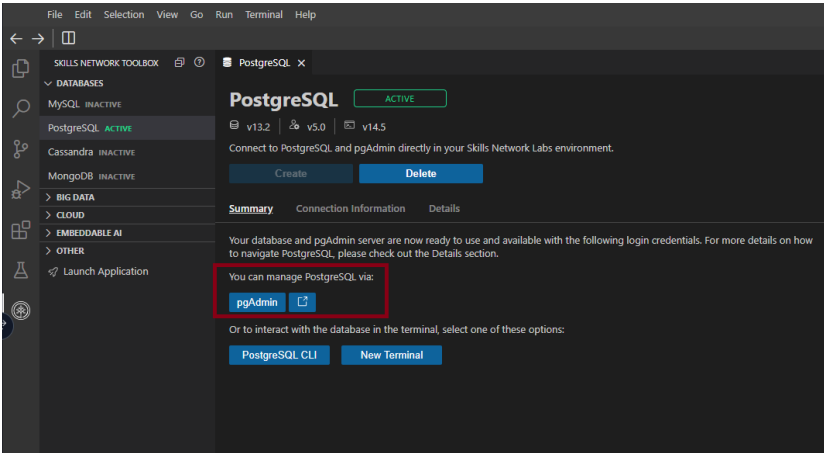 File Edit Selection View Go Run Terminal Help
SKILLS NETWORK TOOLBOX
DATABASES
MySQL INACTIVE
PostgreSQL ACTIVE
Cassandra INACTIVE
MongoDB INACTIVE
BIG DATA
CLOUD
EMBEDDABLE AI
OTHER
Launch Application
PostgreSQL
PostgreSQL ACTIVE
v13.2 v5.0 v14.5
Connect to PostgreSQL and pgAdmin directly in your Skills Network Labs environment.
Create Delete
Summary Connection Information Details
Your database and pgAdmin server are now ready to use and available with the following login credentials. For more details on how
to navigate PostgreSQL, please check out the Details section.
You can manage PostgreSQL via:
pgAdmin
Or to interact with the database in the terminal, select one of these options:
PostgreSQL CLI New Terminal